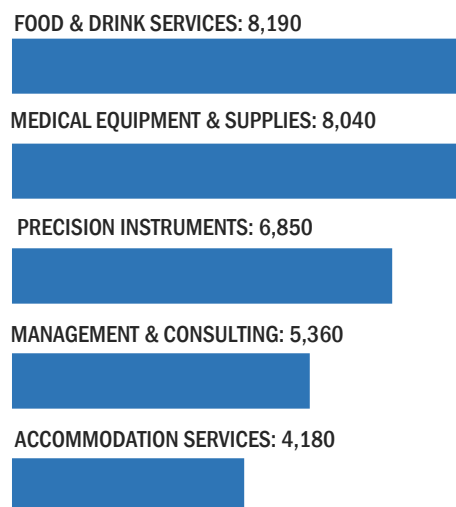 FOOD & DRINK SERVICES: 8,190
MEDICAL EQUIPMENT & SUPPLIES: 8,040
PRECISION INSTRUMENTS: 6,850
MANAGEMENT & CONSULTING: 5,360
ACCOMMODATION SERVICES: 4,180